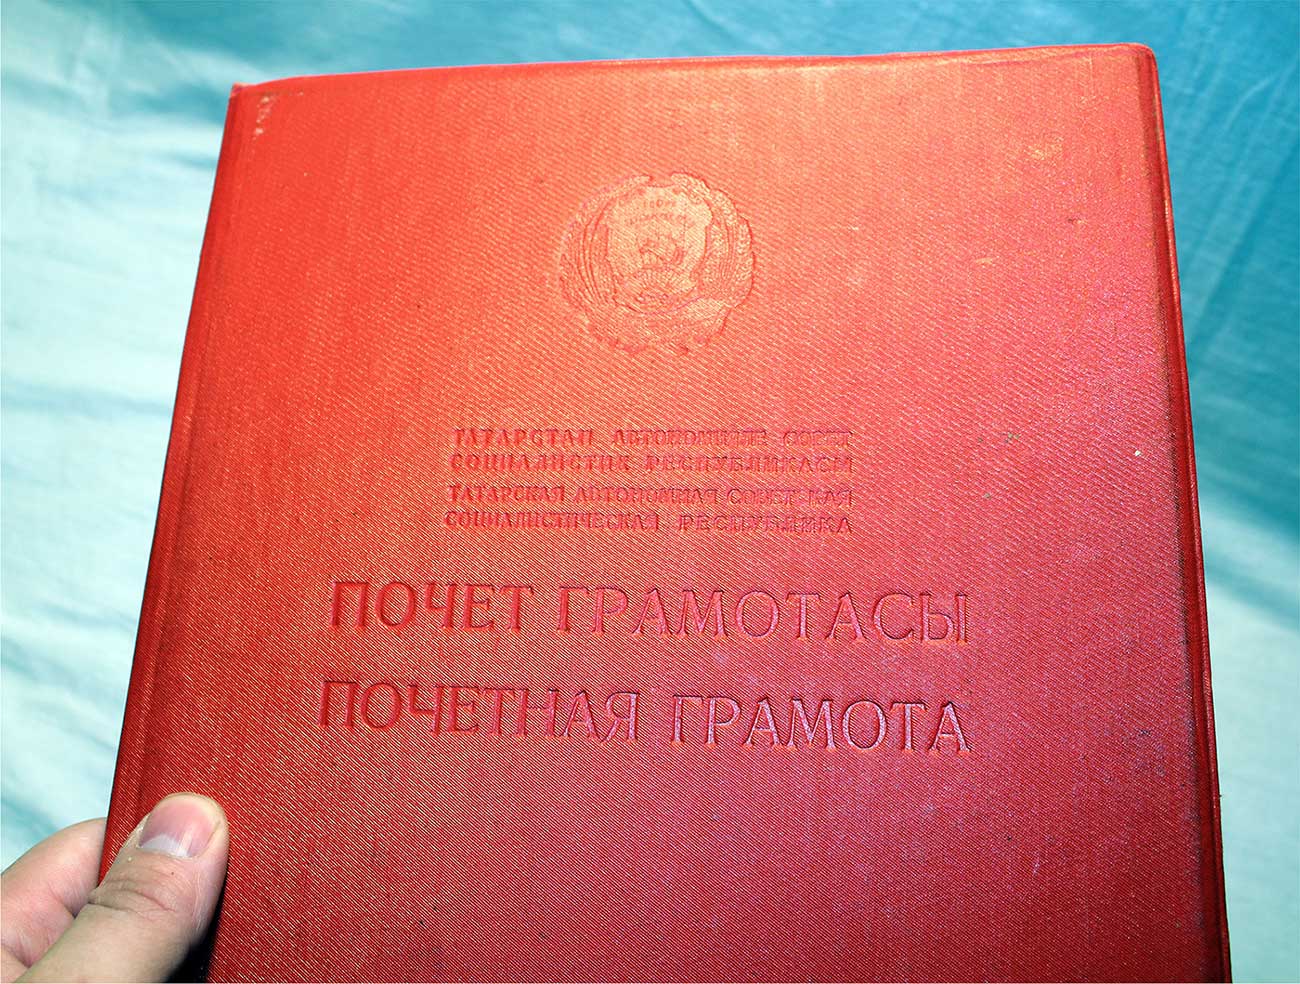 ТАТАРСТАН АВТОНОМИЯЛЕ СОВЕТ
СОЦИАЛИСТИК РЕСПУБЛИКАСЫ
ТАТАРСКАЯ АВТОНОМНАЯ СОВЕТСКАЯ
СОЦИАЛИСТИЧЕСКАЯ РЕСПУБЛИКА
ПОЧЕТ ГРАМОТАСЫ
ПОЧЕТНАЯ ГРАМОТА